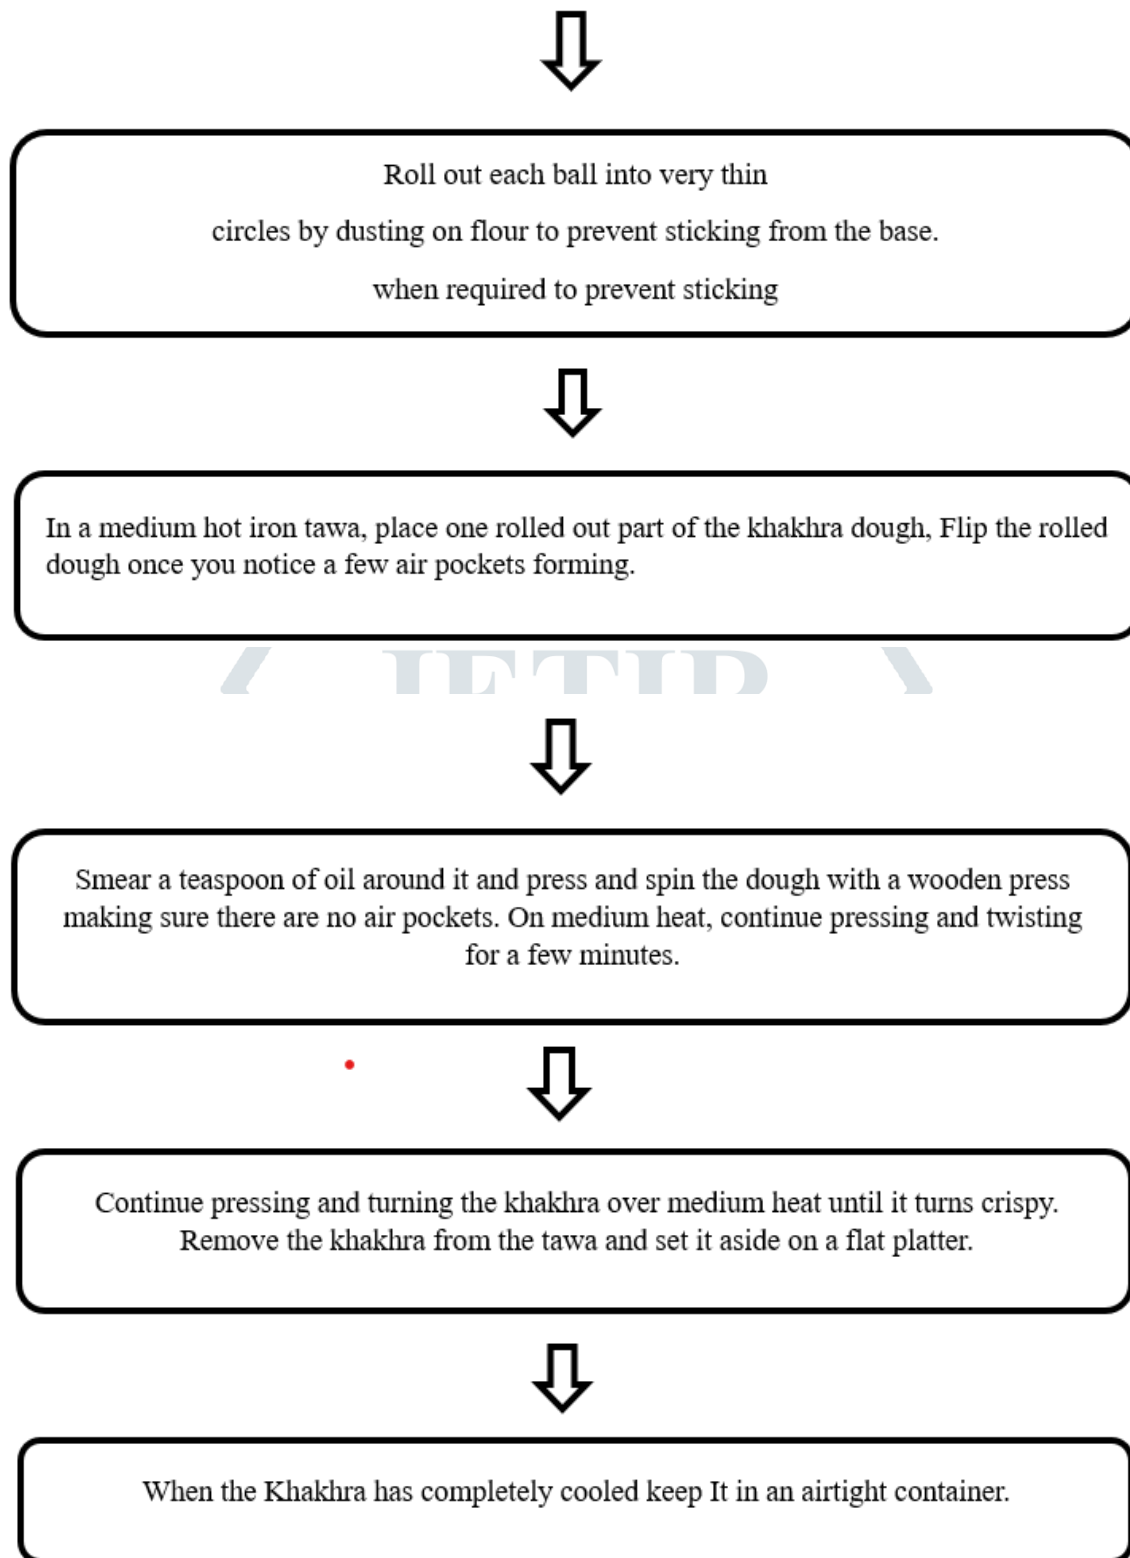 Roll out each ball into very thin
circles by dusting on flour to prevent sticking from the base.
when required to prevent sticking
In a medium hot iron tawa, place one rolled out part of the khakhra dough, Flip the rolled
dough once you notice a few air pockets forming.
JETIR
Smear a teaspoon of oil around it and press and spin the dough with a wooden press
making sure there are no air pockets. On medium heat, continue pressing and twisting
for a few minutes.
Continue pressing and turning the khakhra over medium heat until it turns crispy.
Remove the khakhra from the tawa and set it aside on a flat platter.
When the Khakhra has completely cooled keep It in an airtight container.